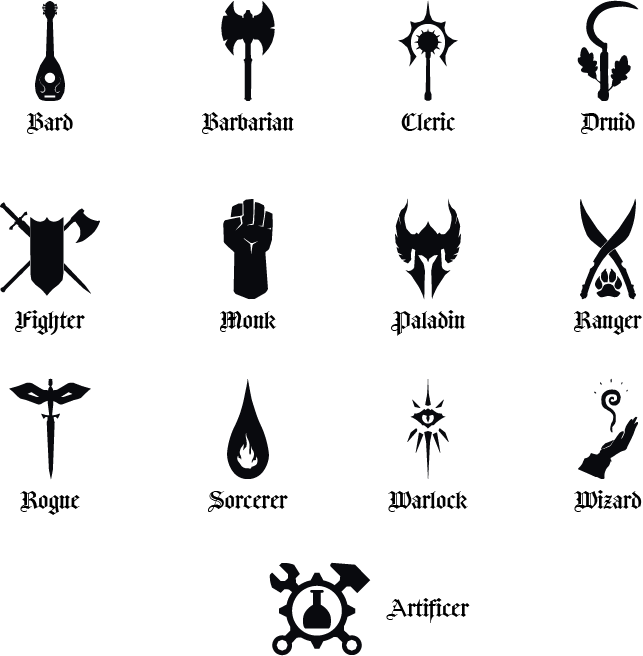 Bard
Barbarian
Cleric
Druid
Fighter
Monk
Paladin
Ranger
Rogue
Sorcerer
Warlock
Wizard
Artificer